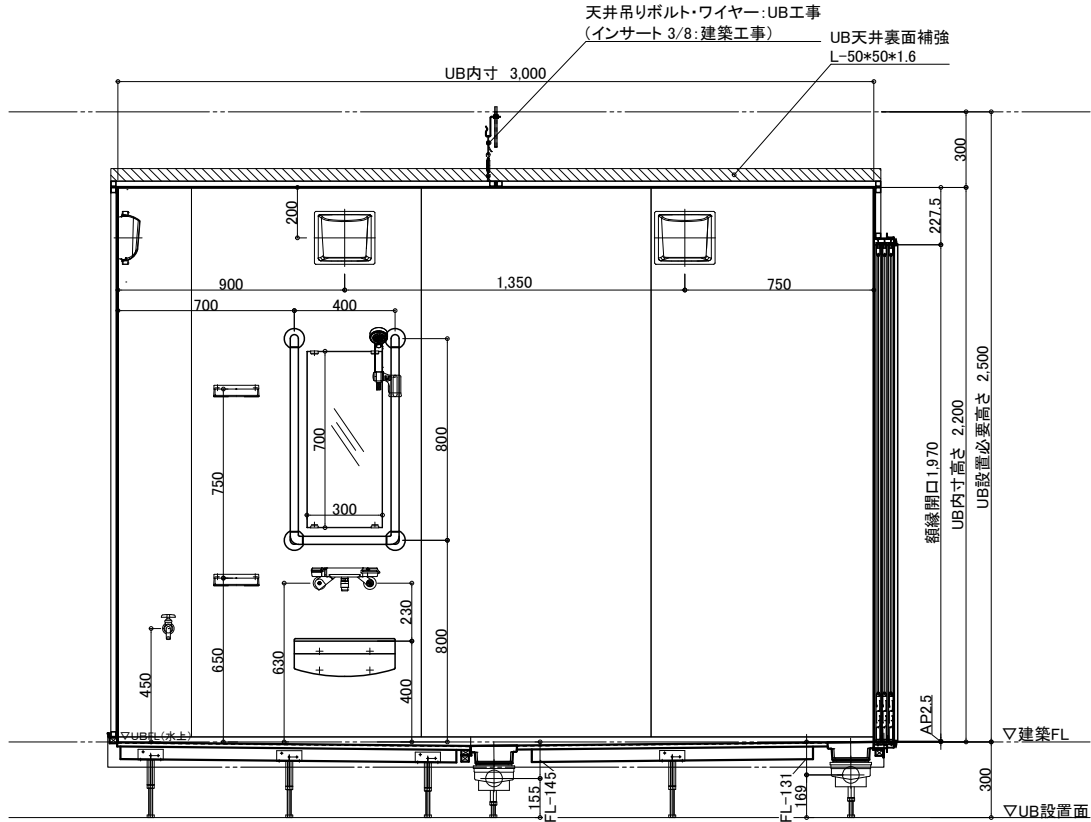 天井吊りボルト・ワイヤー：UB工事
(インサート 3/8：建築工事)
UB天井裏面補強
L-50*50*1.6
UB内寸 3,000
300
200
227.5
900
1,350
750
700
400
UB設置必要高さ 2,500
UB内寸高さ 2,200
額縁開口1,970
700
800
750
300
230
800
630
650
450
400
AP2.5
▽UBFL(水上)
▽建築FL
155
FL-145
FL-131
169
300
▽UB設置面